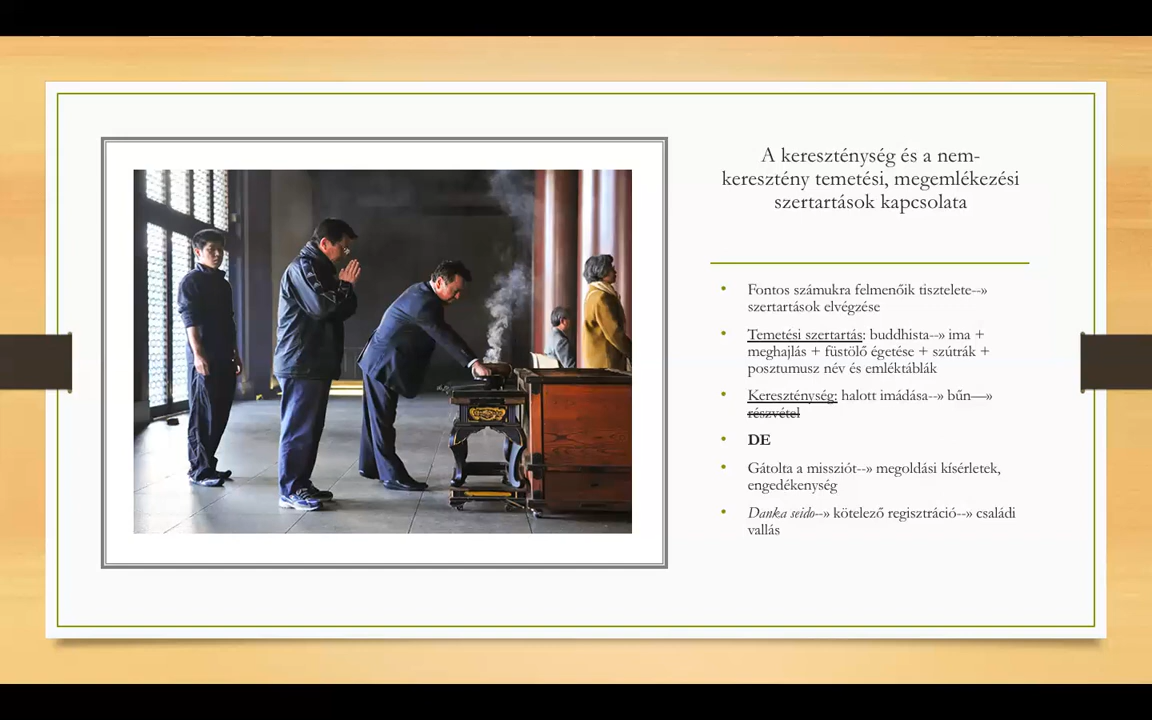 A kereszténység és a nem-
keresztény temetési, megemlékezési
szertartások kapcsolata
• Fontos számukra felmenőik tisztelete--»
szertartások elvégzése
• Temetési szertartás: buddhista--» ima +
meghajlás + füstölő égetése + szútrák +
posztumusz név és emléktáblák
• Kereszténység: halott imádása--» bűn—»
részvétel
• DE
• Gátolta a missziót--» megoldási kísérletek,
engedékenység
• Danka seido--» kötelező regisztráció--» családi
vallás